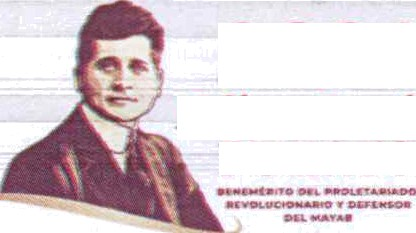 BENEMÉRITO DEL PROLETARIADO
REVOLUCIONARIO Y DEFENSOR
DEL MAYAB